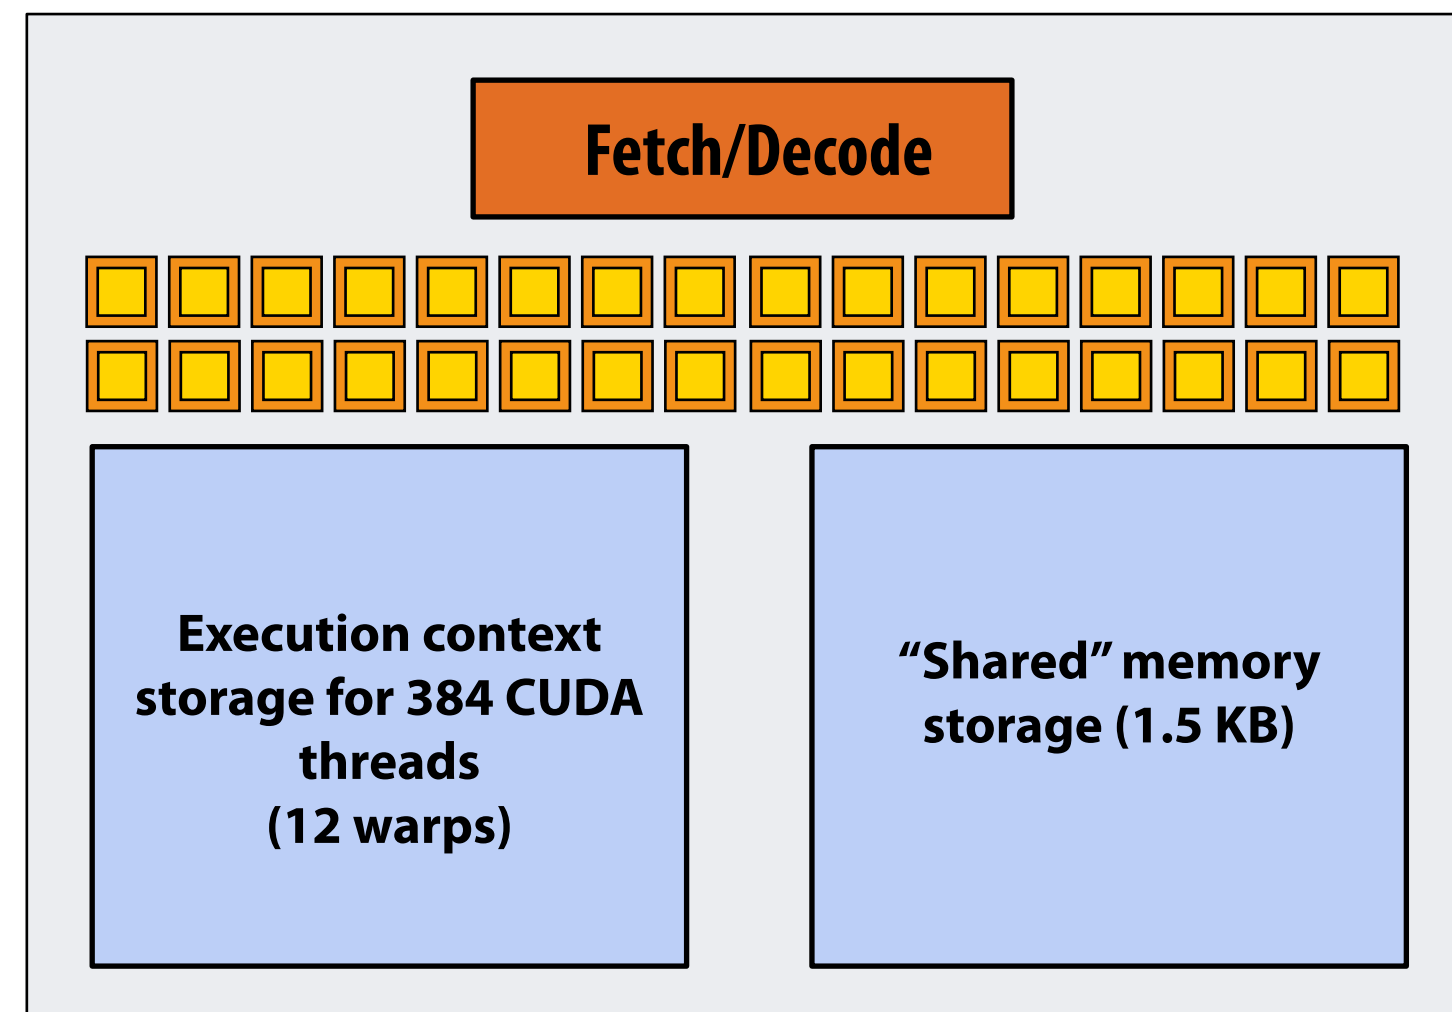 Fetch/Decode
Execution context
storage for 384 CUDA
threads
(12 warps)
“Shared” memory
storage (1.5 KB)